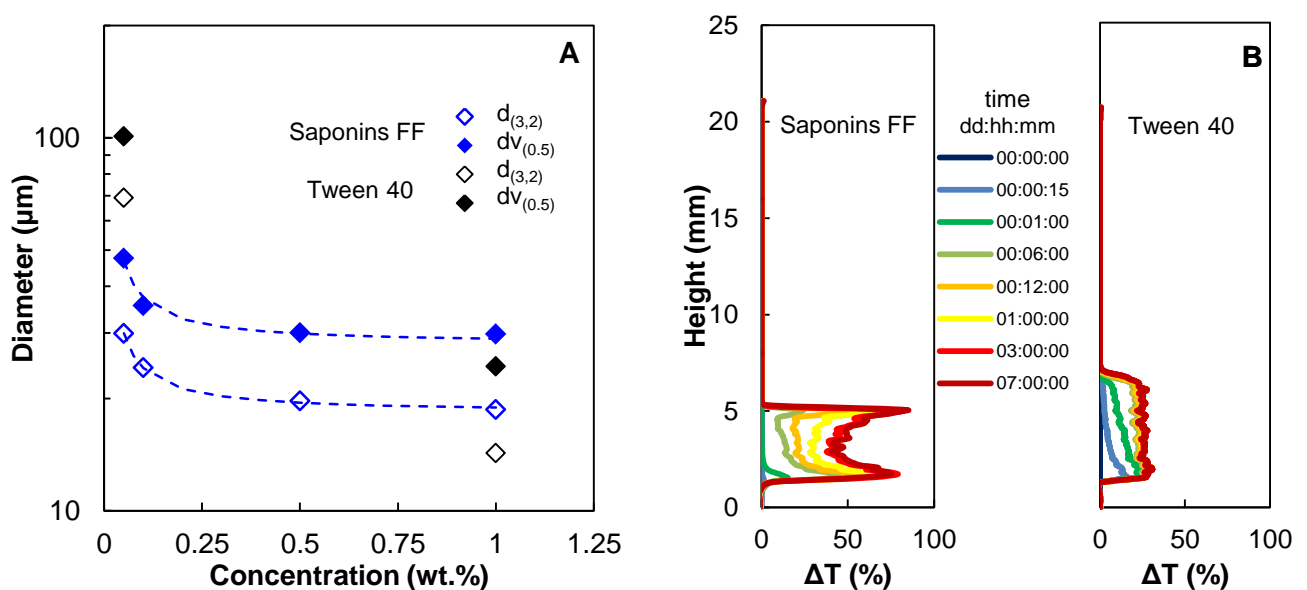 A
Diameter (µm)
100
10
0
0.25
0.5
0.75
1
1.25
Concentration (wt.%)
Saponins FF
d(3,2)
dv(0.5)
Tween 40
d(3,2)
dv(0.5)
B
Height (mm)
25
20
15
10
5
0
Saponins FF
0
50
100
ΔT (%)
time
dd:hh:mm
00:00:00
00:00:15
00:01:00
00:06:00
00:12:00
01:00:00
03:00:00
07:00:00
Tween 40
0
50
100
ΔT (%)